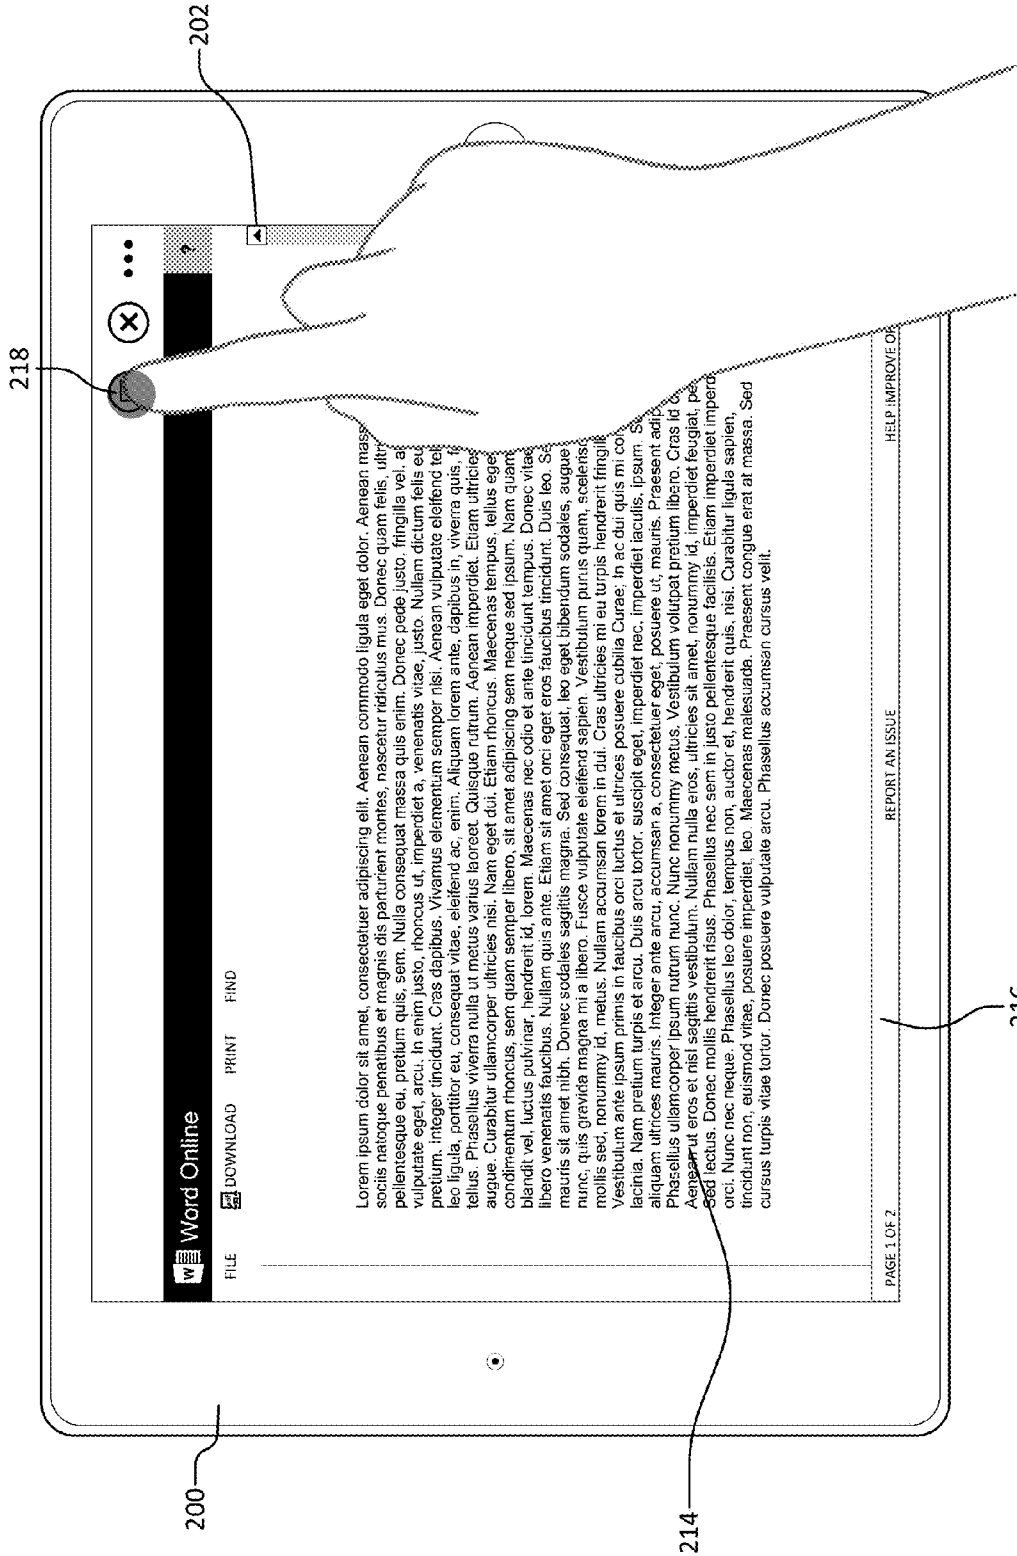 218
202
?
W Word Online
FILE DOWNLOAD PRINT FIND
Lorem ipsum dolor sit amet, consectetuer adipiscing elit. Aenean commodo ligula eget dolor. Aenean
sociis natoque penatibus et magnis dis parturient montes, nascetur ridiculus mus. Donec quam felis,
pellentesque eu, pretium quis, sem. Nulla consequat massa quis enim. Donec pede justo, fringilla vel,
vulputate eget, arcu. In enim justo, rhoncus ut, imperdiet a, venenatis vitae, justo. Nullam dictum felis eu
pretium. integer tincidunt. Cras dapibus. Vivamus elementum semper nisi. Aenean vulputate eleifend
leo ligula, porttitor eu, consequat vitae, eleifend ac, enim. Aliquam lorem ante, dapibus in, viverra quis,
tellus. Phasellus viverra nulla ut metus varius laoreet. Quisque rutrum. Aenean imperdiet. Etiam ultricies
augue. Curabitur ullamcorper ultricies nisi. Nam eget dui. Etiam rhoncus. Maecenas tempus, tellus
condimentum rhoncus, sem quam semper libero, sit amet adipiscing sem neque sed ipsum. Nam quam
blandit vel, luctus pulvinar, hendrerit id, lorem. Maecenas nec odio et ante tincidunt tempus. Donec vitae
libero venenatis faucibus. Nullam quis ante. Etiam sit amet orci eget eros faucibus tincidunt. Duis leo.
mauris sit amet nibh. Donec sodales sagittis magna. Sed consequat, leo eget bibendum sodales, augue
nunc, quis gravida magna mi a libero. Fusce vulputate eleifend sapien. Vestibulum purus quam,
mollis sed, nonummy id, metus. Nullam accumsan lorem in dui. Cras ultricies mi eu turpis hendrerit
Vestibulum ante ipsum primis in faucibus orci luctus et ultrices posuere cubilia Curae; In ac dui quis mi
lacinia. Nam pretium turpis et arcu. Duis arcu tortor, suscipit eget, imperdiet nec, imperdiet iaculis, ipsum.
aliquam ultrices mauris. Integer ante arcu, accumsan a, consectetuer eget, posuere ut, mauris. Praesent
Phasellus ullamcorper ipsum rutrum nunc. Nunc nonummy metus. Vestibulum volutpat pretium libero. Cras id
Aenean ut eros et nisl sagittis vestibulum. Nullam nulla eros, ultricies sit amet, nonummy id, imperdiet feugiat,
Sed lectus. Donec mollis hendrerit risus. Phasellus nec sem in justo pellentesque facilisis. Etiam imperdiet
orci. Nunc nec neque. Phasellus leo dolor, tempus non, auctor et, hendrerit quis, nisi. Curabitur ligula sapien,
tincidunt non, euismod vitae, posuere imperdiet, leo. Maecenas malesuada. Praesent congue erat at massa. Sed
cursus turpis vitae tortor. Donec posuere vulputate arcu. Phasellus accumsan cursus velit.
PAGE 1 OF 2 REPORT AN ISSUE HELP IMPROVE
200
214